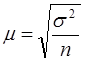 μ = √(σ²/n)